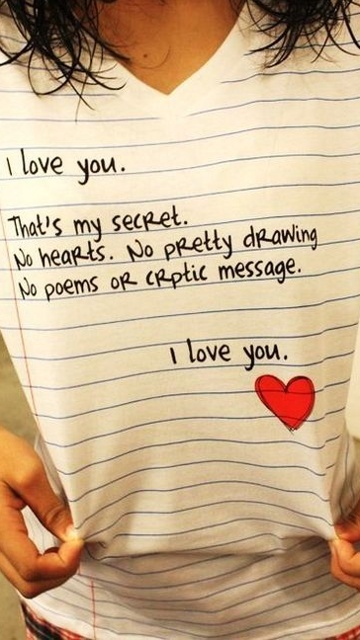 I love you.
That's my secret.
No hearts. No pretty drawing
No poems or crptic message.
I love you.